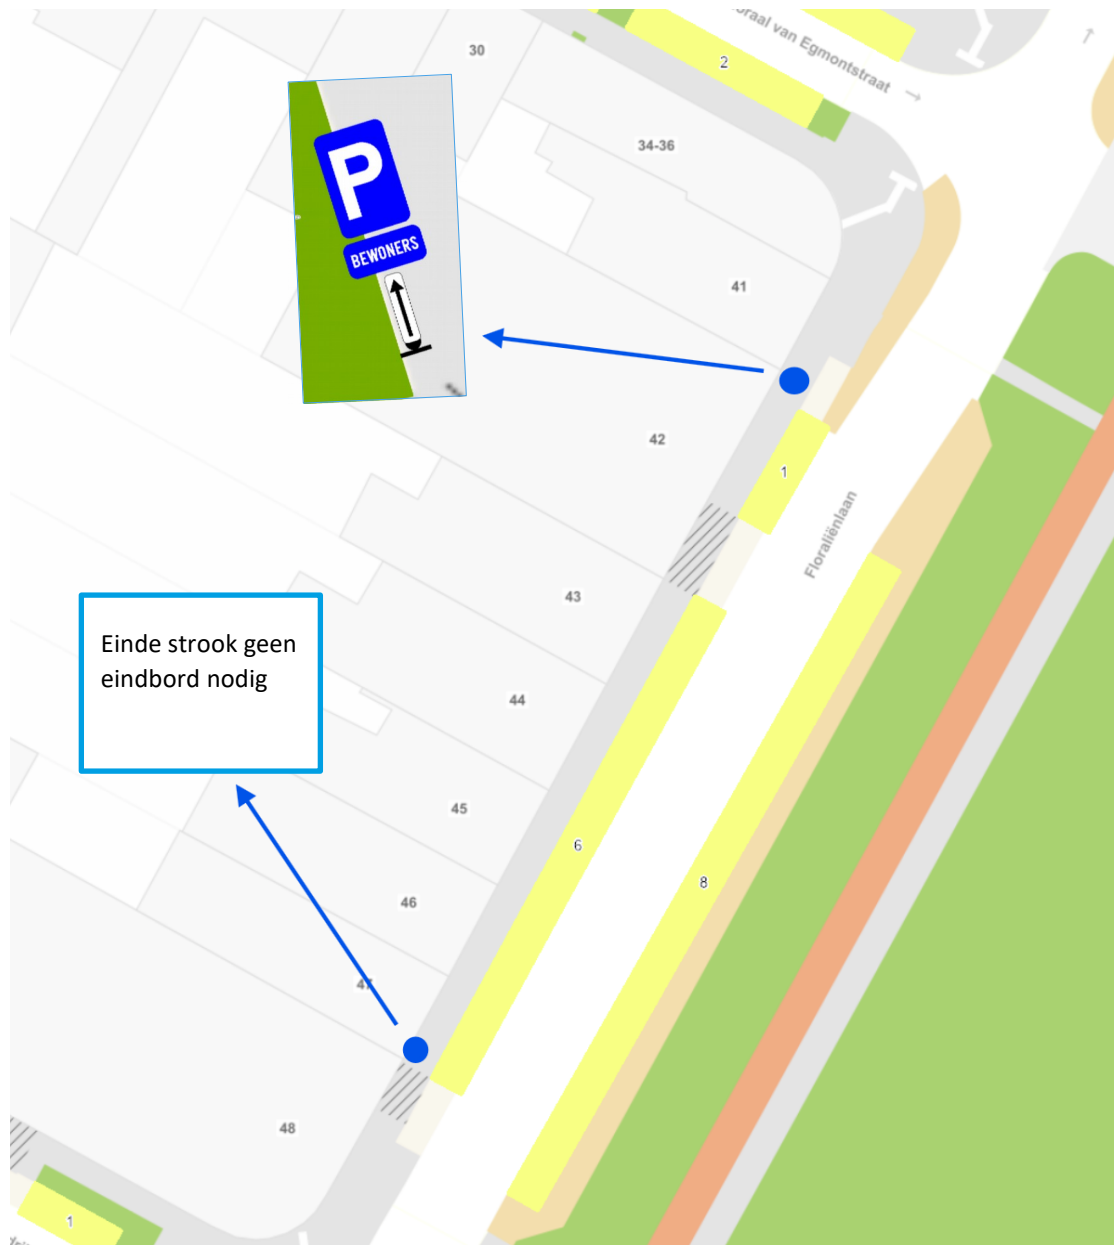 oraal van Egmontstraat
→
↑
30
2
34-36
P
BEWONERS
41
42
1
Floraliënlaan
43
Einde strook geen
eindbord nodig
44
45
6
8
46
47
48
1